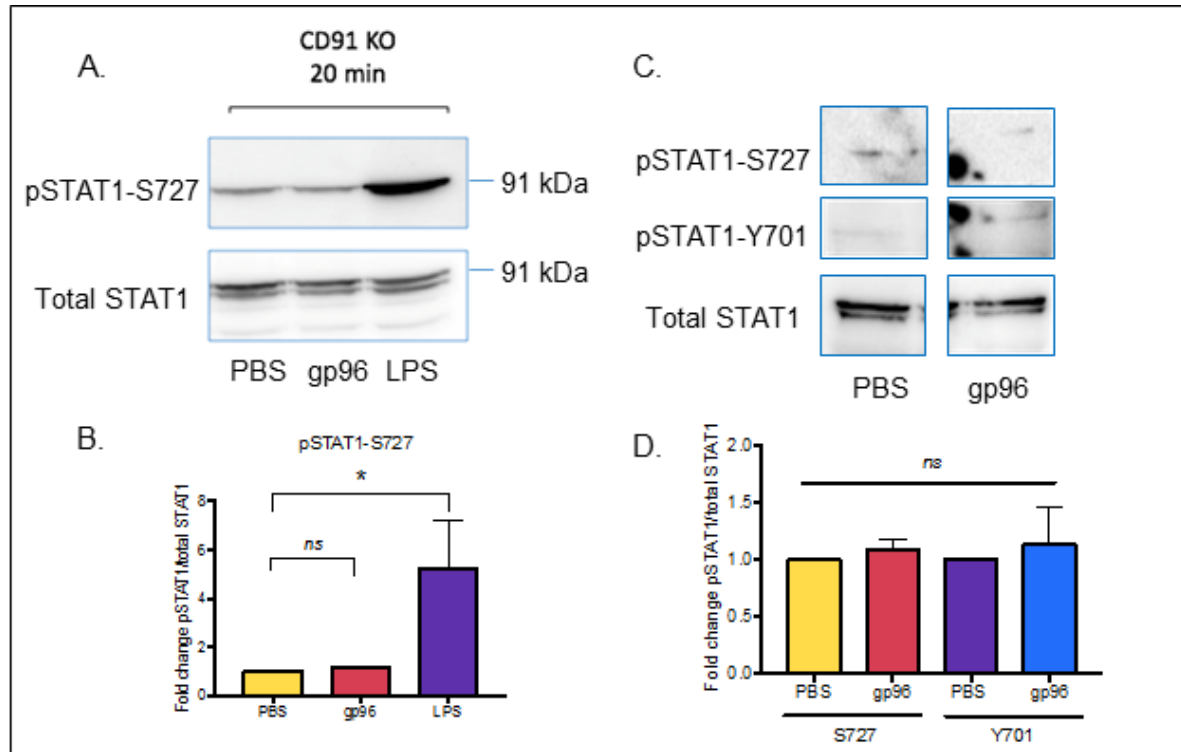 A.
CD91 KO
20 min
pSTAT1-S727
91 kDa
Total STAT1
91 kDa
PBS gp96 LPS
B.
pSTAT1-S727
Fold change pSTAT1/total STAT1
8
6
4
2
0
*
ns
PBS gp96 LPS
C.
pSTAT1-S727
pSTAT1-Y701
Total STAT1
PBS gp96
D.
Fold change pSTAT1/total STAT1
2.0
1.5
1.0
0.5
0.0
ns
PBS gp96 PBS gp96
S727 Y701